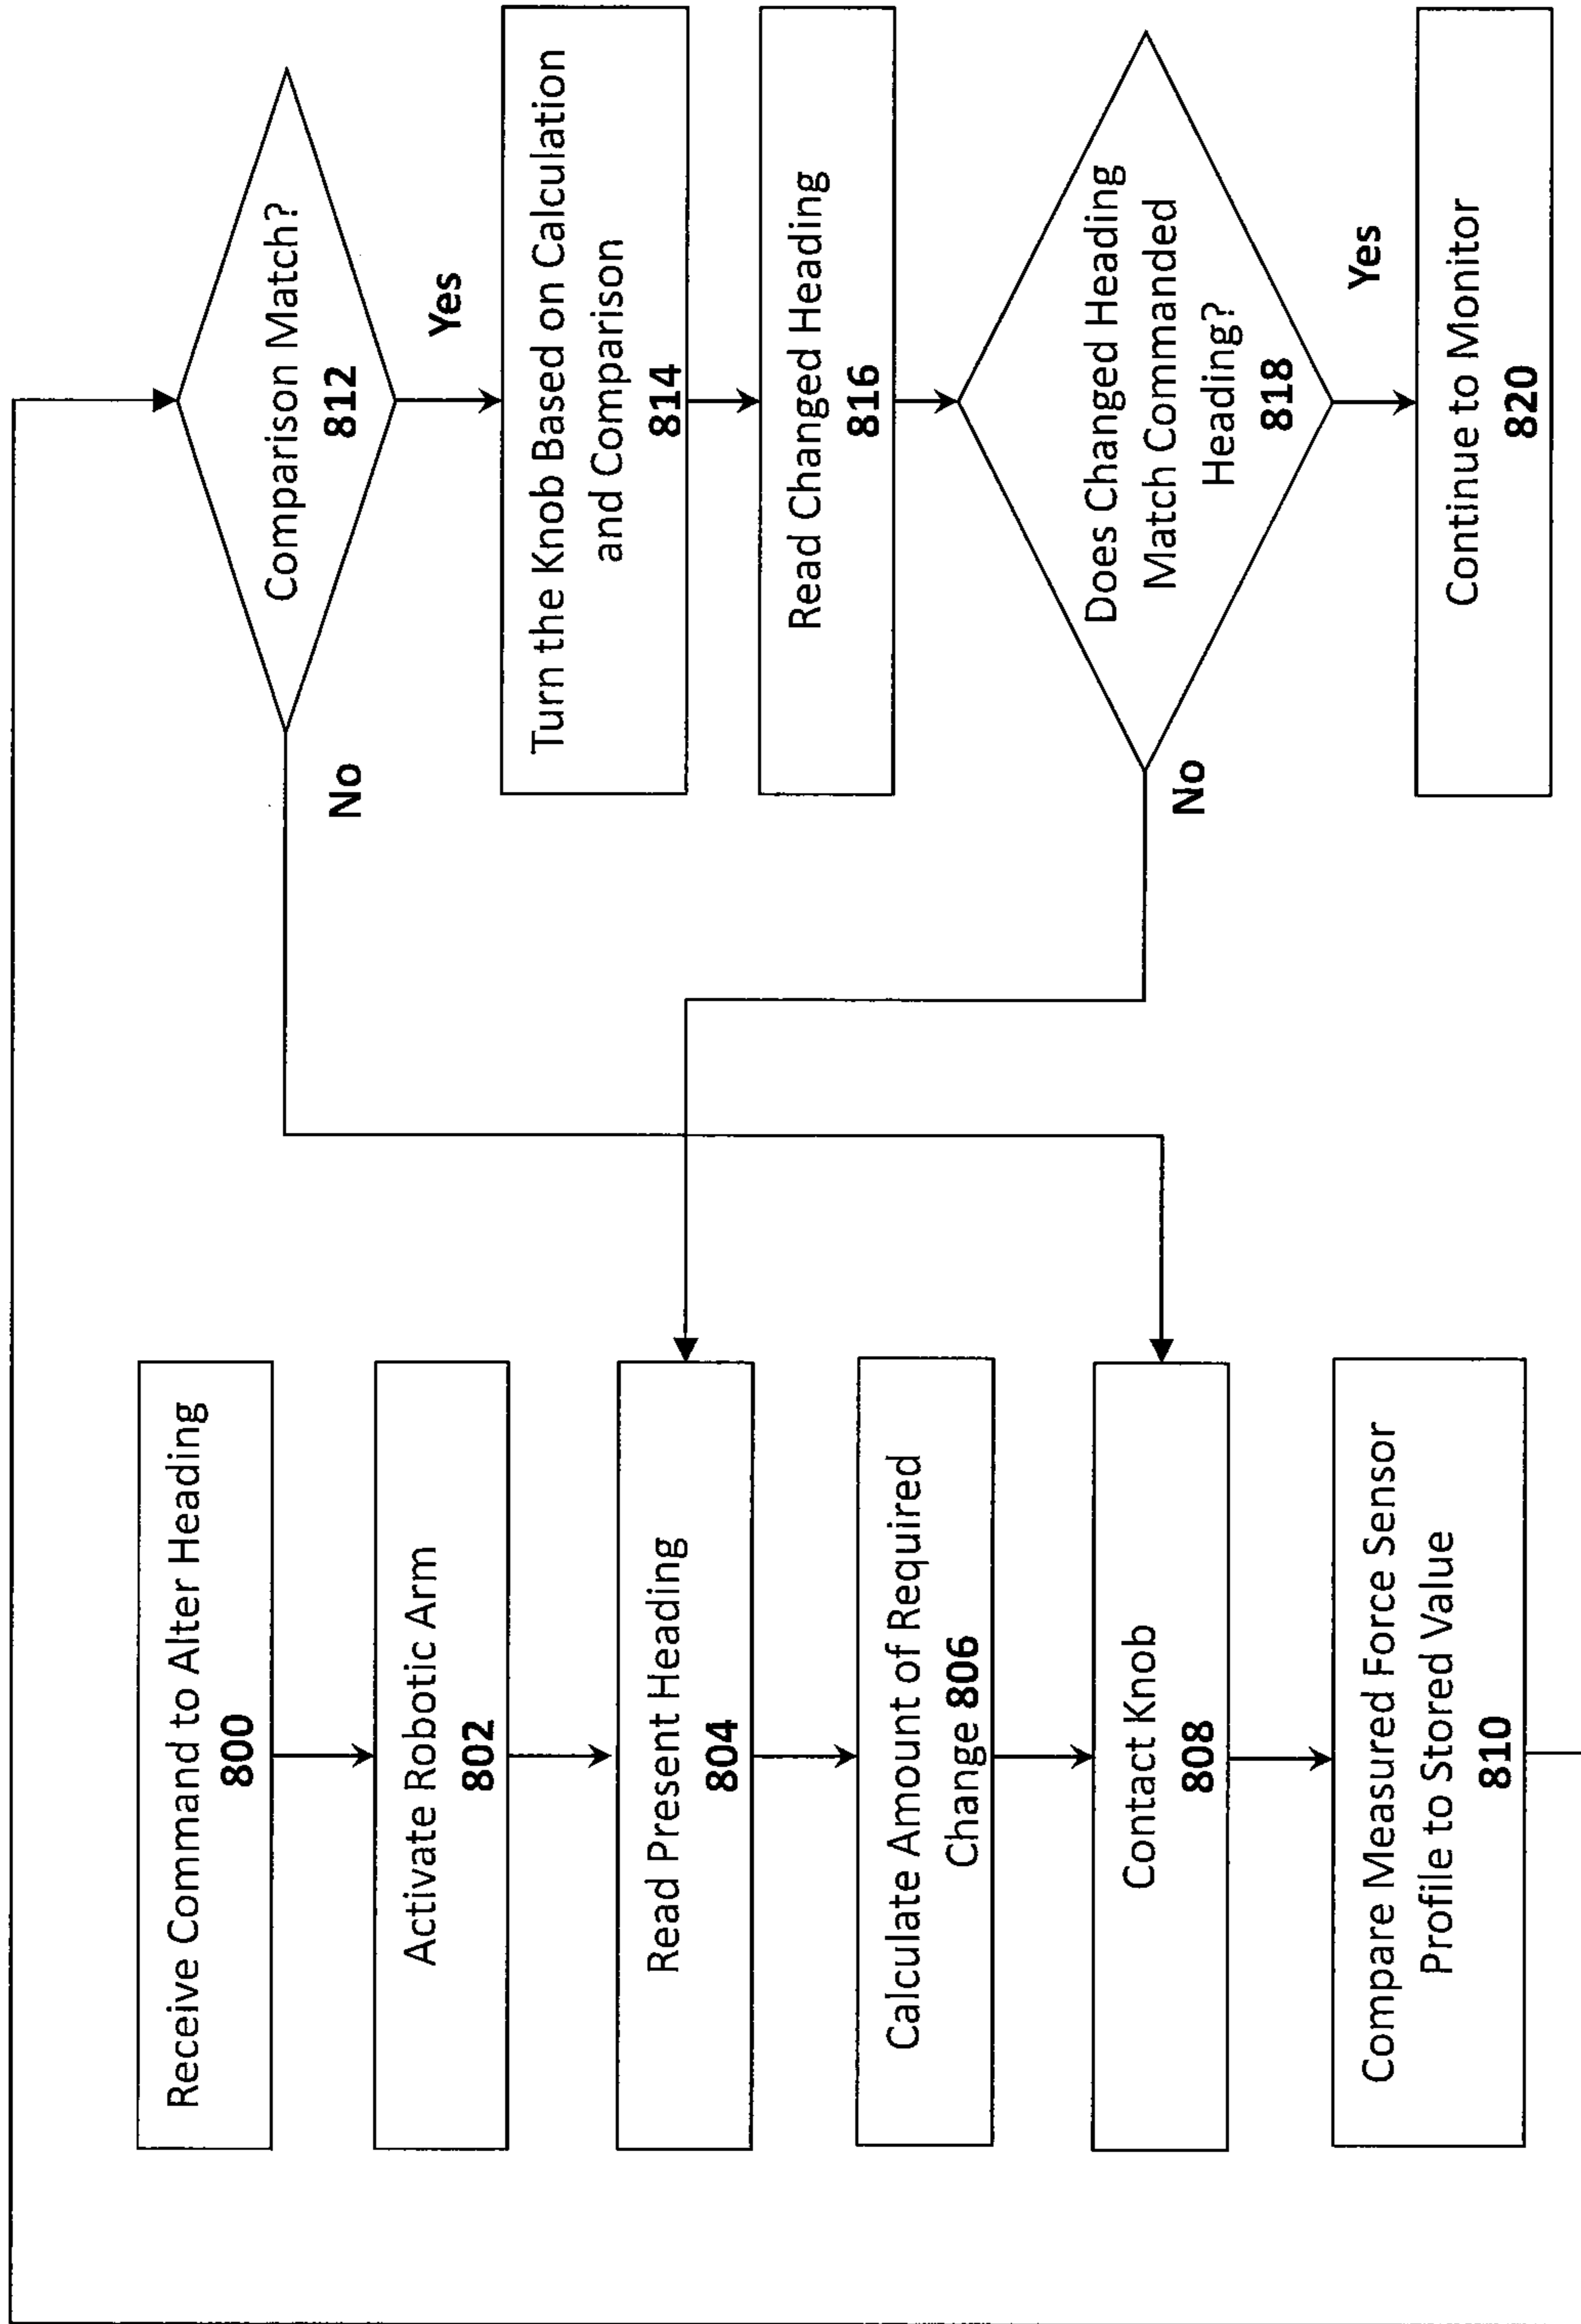 Receive Command to Alter Heading
800
Activate Robotic Arm
802
Read Present Heading
804
Calculate Amount of Required
Change 806
Contact Knob
808
Compare Measured Force Sensor
Profile to Stored Value
810
Comparison Match?
812
No
Yes
Turn the Knob Based on Calculation
and Comparison
814
Read Changed Heading
816
Does Changed Heading
Match Commanded
Heading?
818
No
Yes
Continue to Monitor
820